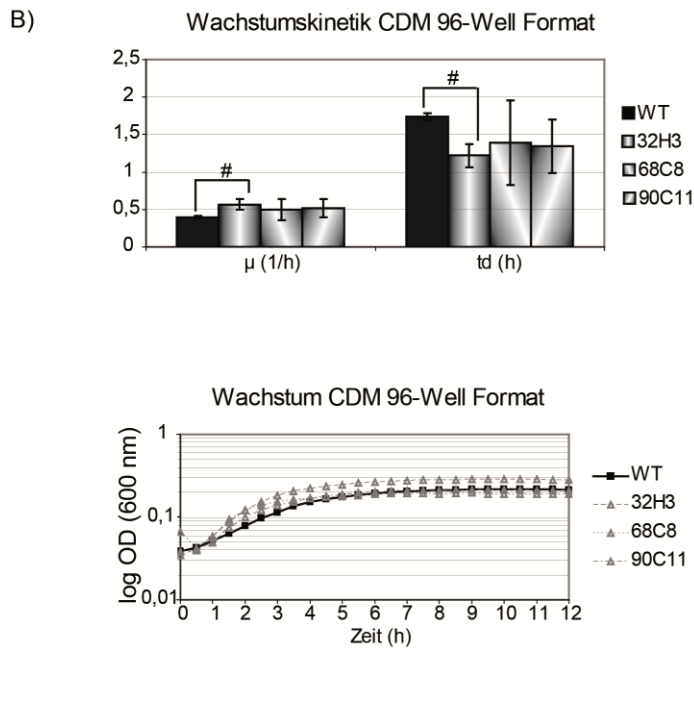 B)
Wachstumskinetik CDM 96-Well Format
2,5
2
1,5
1
0,5
0
#
#
µ (1/h)
td (h)
WT
32H3
68C8
90C11
Wachstum CDM 96-Well Format
log OD (600 nm)
1
0,1
0,01
0 1 2 3 4 5 6 7 8 9 10 11 12
Zeit (h)
WT
32H3
68C8
90C11